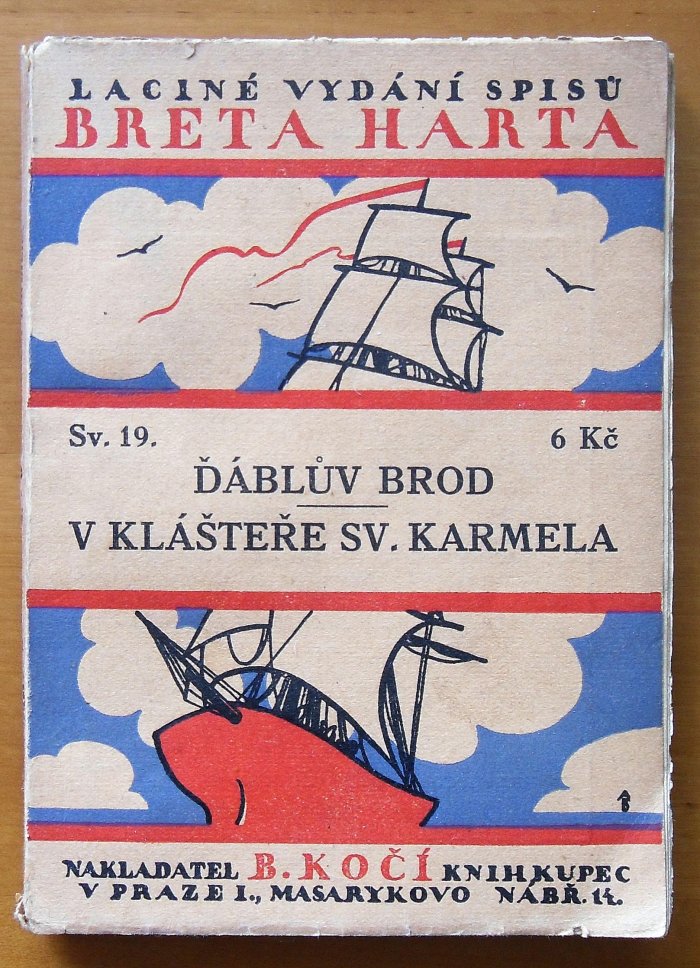 LACINÉ VYDÁNÍ SPISŮ
BRETA HARTA
Sv. 19. 6 Kč
ĎÁBLŮV BROD
V KLÁŠTEŘE SV. KARMELA
NAKLADATEL B. KOČÍ KNIHKUPEC
V PRAZE I., MASARYKOVO NÁBŘ. 14.